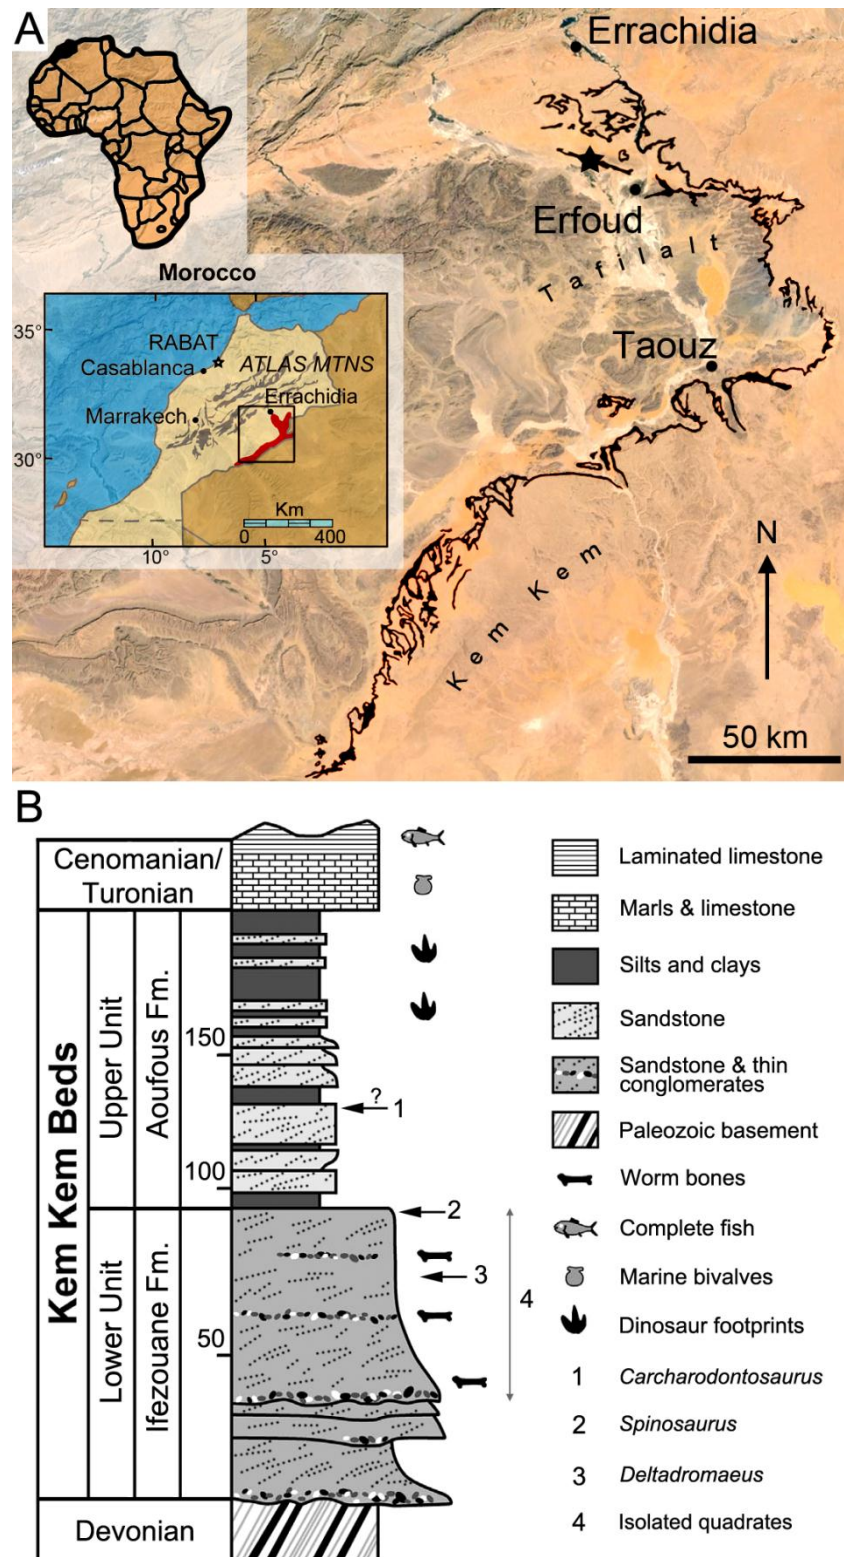 A
Errachidia
Erfoud
Tafilalt
Taouz
Kem Kem
N
50 km
Morocco
35°
30°
10°
5°
RABAT
Casablanca
ATLAS MTNS
Errachidia
Marrakech
Km
0 400
B
Cenomanian/
Turonian
Kem Kem Beds
Upper Unit
Aoufous Fm.
Lower Unit
Ifezouane Fm.
150
100
50
Devonian
?
1
2
3
4
Laminated limestone
Marls & limestone
Silts and clays
Sandstone
Sandstone & thin
conglomerates
Paleozoic basement
Worm bones
Complete fish
Marine bivalves
Dinosaur footprints
1 Carcharodontosaurus
2 Spinosaurus
3 Deltadromaeus
4 Isolated quadrates